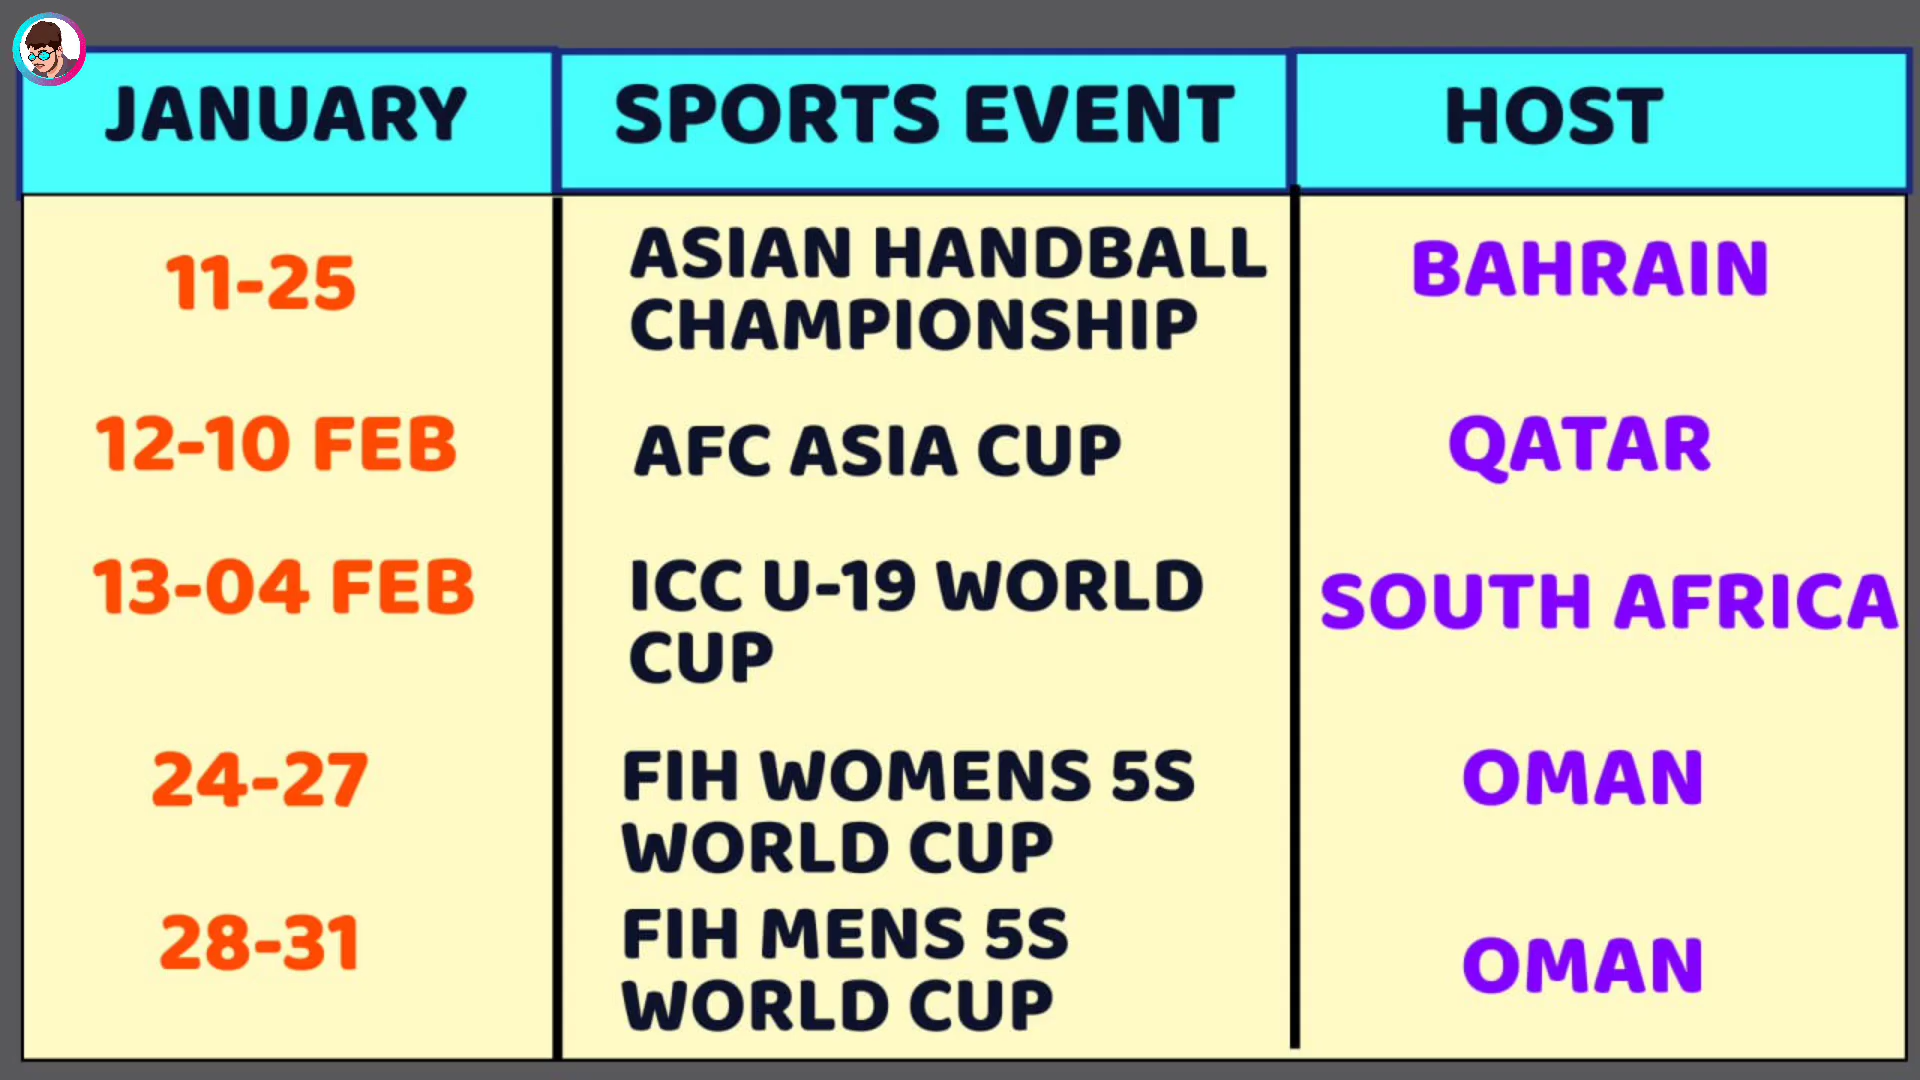 JANUARY SPORTS EVENT HOST
11-25 ASIAN HANDBALL BAHRAIN
CHAMPIONSHIP
12-10 FEB AFC ASIA CUP QATAR
13-04 FEB ICC U-19 WORLD SOUTH AFRICA
CUP
24-27 FIH WOMENS 5S OMAN
WORLD CUP
28-31 FIH MENS 5S OMAN
WORLD CUP